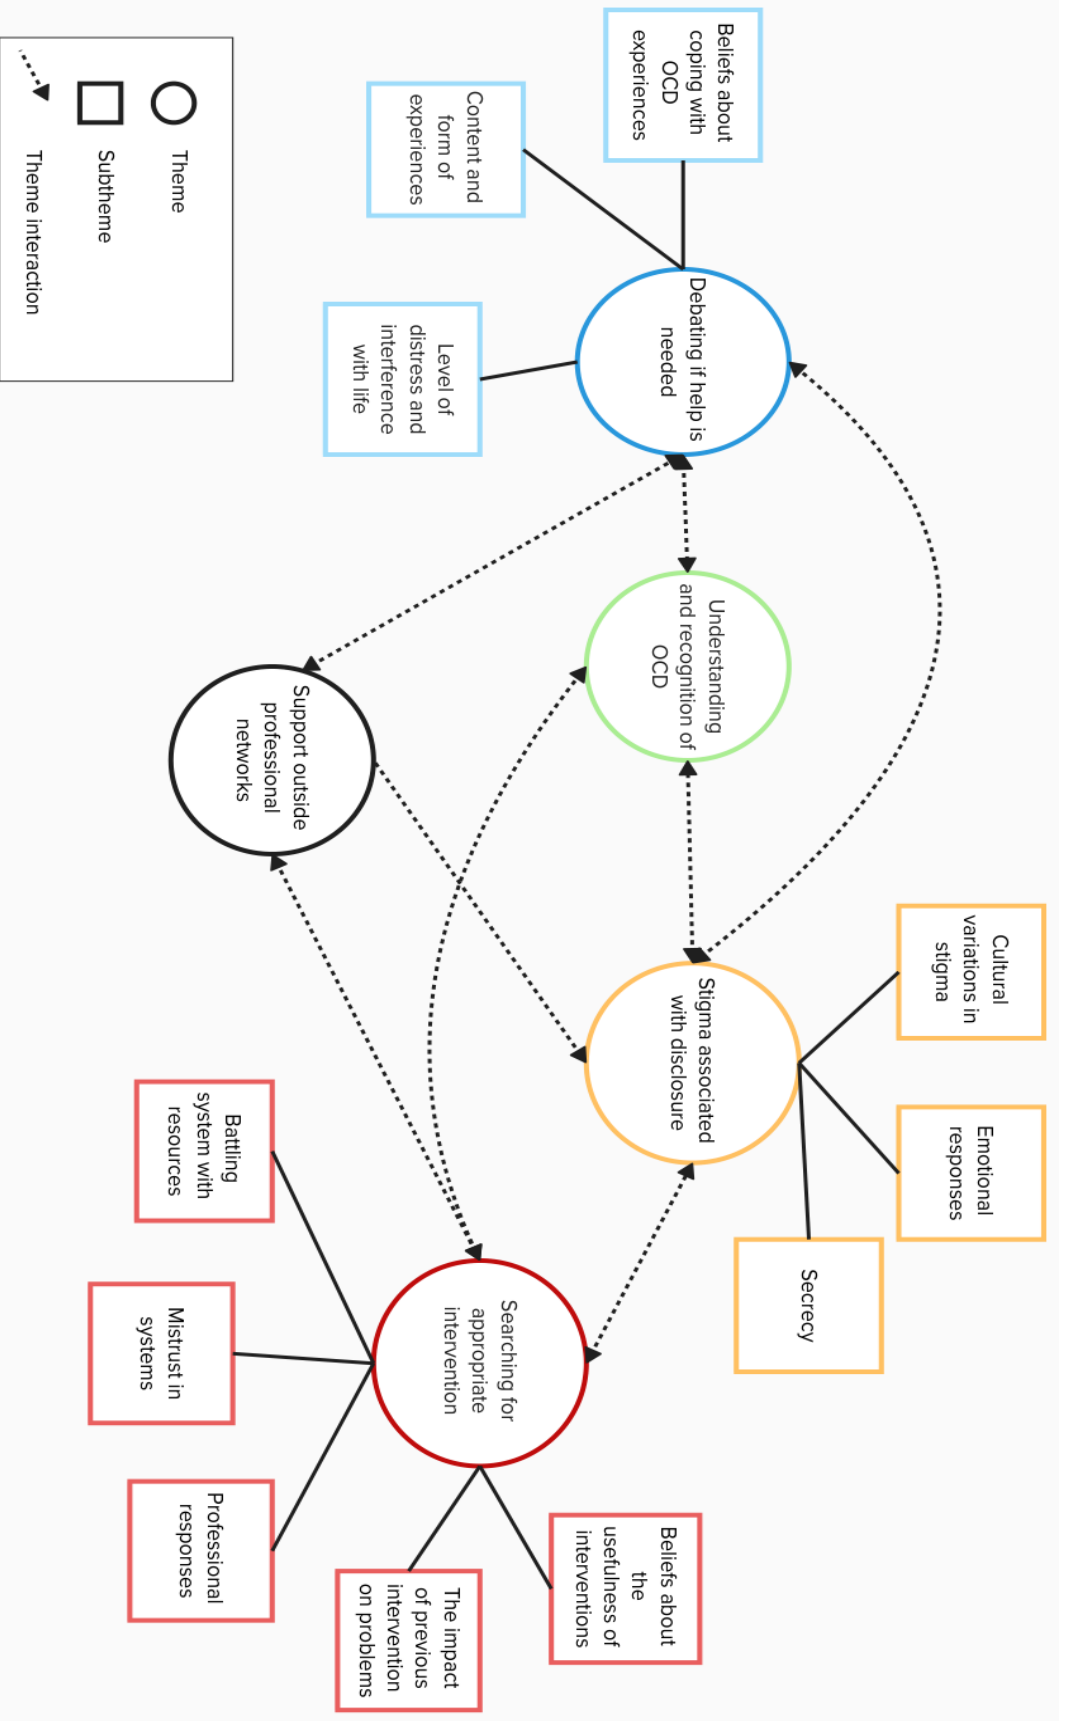 Beliefs about
coping with
OCD
experiences
Content and
form of
experiences
Level of
distress and
interference
with life
Debating if help is
needed
Understanding
and recognition of
OCD
Support outside
professional
networks
Stigma associated
with disclosure
Cultural
variations in
stigma
Emotional
responses
Secrecy
Searching for
appropriate
intervention
Battling
system with
resources
Mistrust in
systems
Professional
responses
Beliefs about
the
usefulness of
interventions
The impact
of previous
intervention
on problems
Theme
Subtheme
Theme interaction